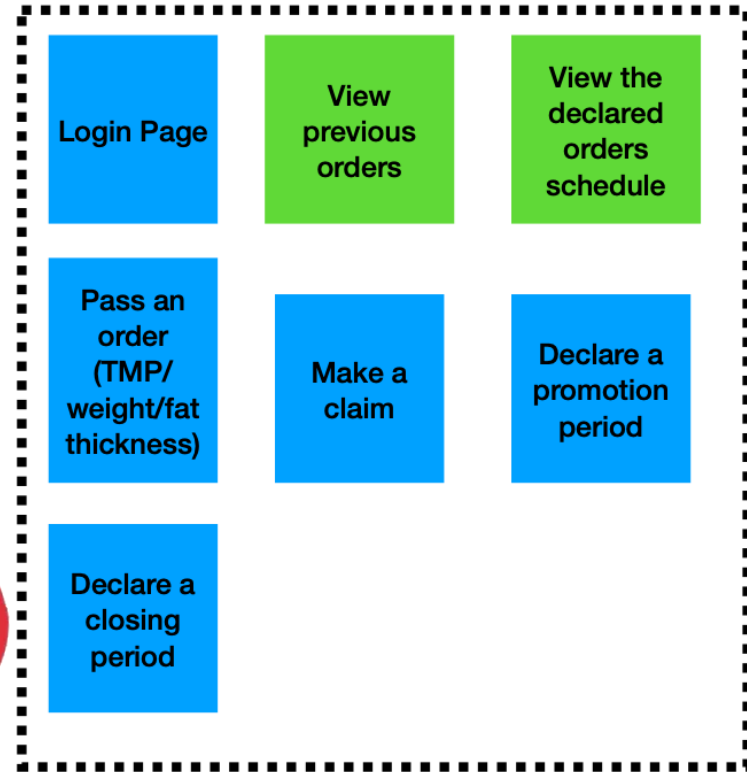 Login Page
View
previous
orders
View the
declared
orders
schedule
Pass an
order
(TMP/
weight/fat
thickness)
Make a
claim
Declare a
promotion
period
Declare a
closing
period